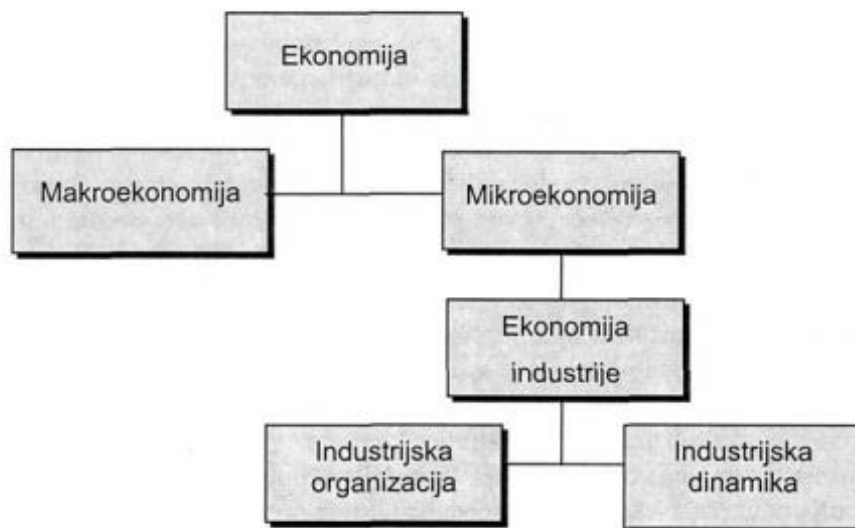 Ekonomija
Makroekonomija
Mikroekonomija
Ekonomija
industrije
Industrijska
organizacija
Industrijska
dinamika